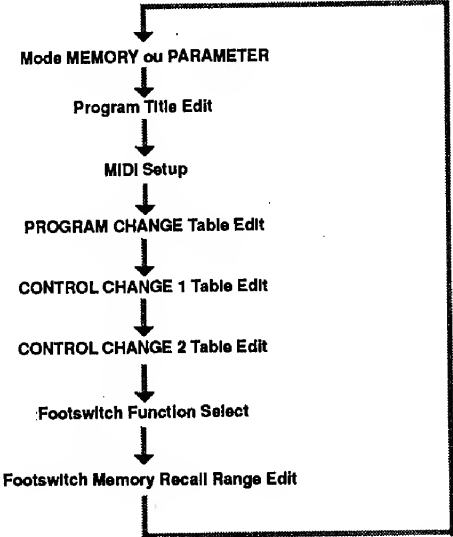 Mode MEMORY ou PARAMETER
Program Title Edit
MIDI Setup
PROGRAM CHANGE Table Edit
CONTROL CHANGE 1 Table Edit
CONTROL CHANGE 2 Table Edit
Footswitch Function Select
Footswitch Memory Recall Range Edit